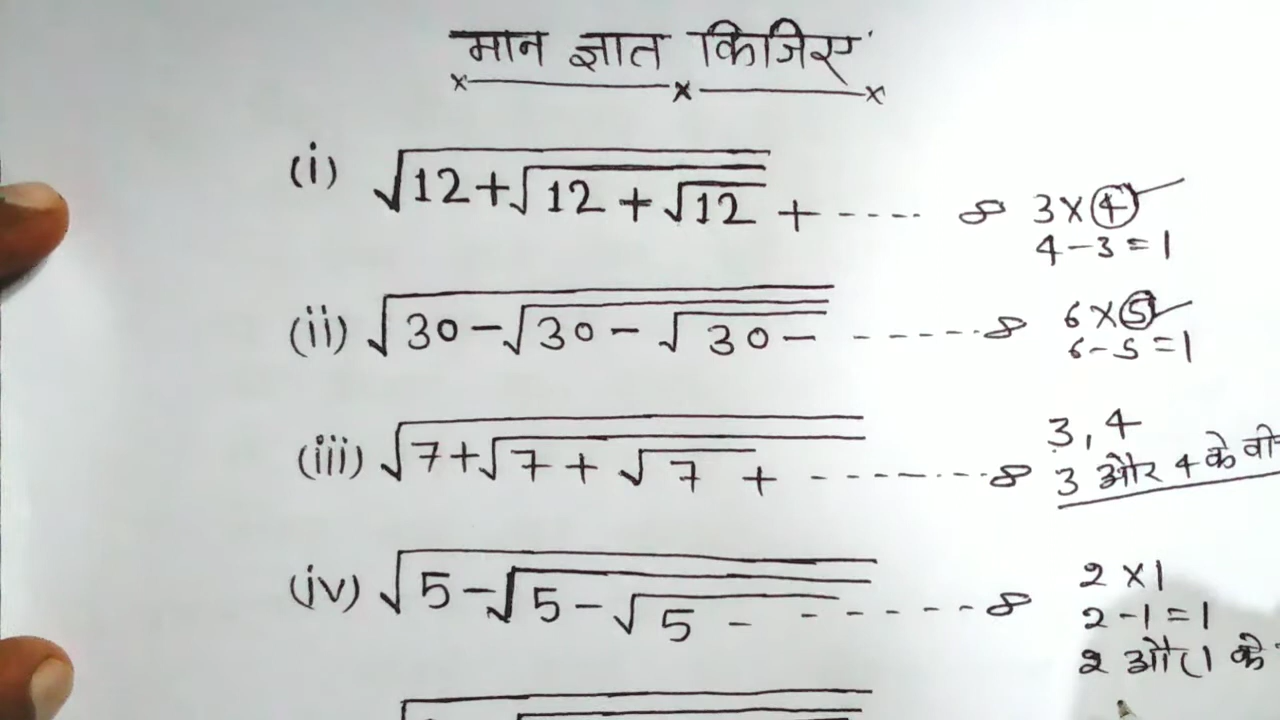 मान ज्ञात किजिए
(i) √12+√12+√12 + ---- ∞ 3×4
4-3=1
(ii) √30-√30-√30- ----- ∞ 6×5
6-5=1
(iii) √7+√7+√7 + ------- ∞ 3,4
3 और 4 के
(iv) √5-√5-√5 - ------ ∞ 2×1
2-1=1
2 और 1 के